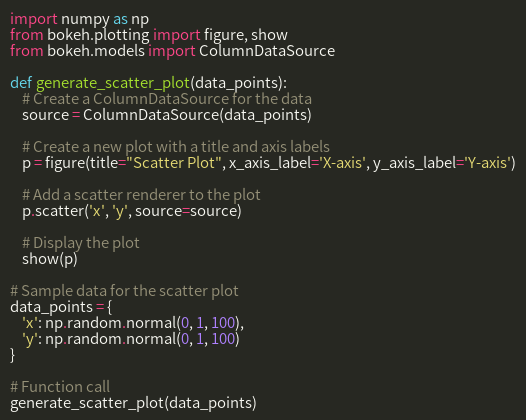 import numpy as np
from bokeh.plotting import figure, show
from bokeh.models import ColumnDataSource

def generate_scatter_plot(data_points):
    # Create a ColumnDataSource for the data
    source = ColumnDataSource(data_points)

    # Create a new plot with a title and axis labels
    p = figure(title="Scatter Plot", x_axis_label='X-axis', y_axis_label='Y-axis')

    # Add a scatter renderer to the plot
    p.scatter('x', 'y', source=source)

    # Display the plot
    show(p)

# Sample data for the scatter plot
data_points = {
    'x': np.random.normal(0, 1, 100),
    'y': np.random.normal(0, 1, 100)
}

# Function call
generate_scatter_plot(data_points)